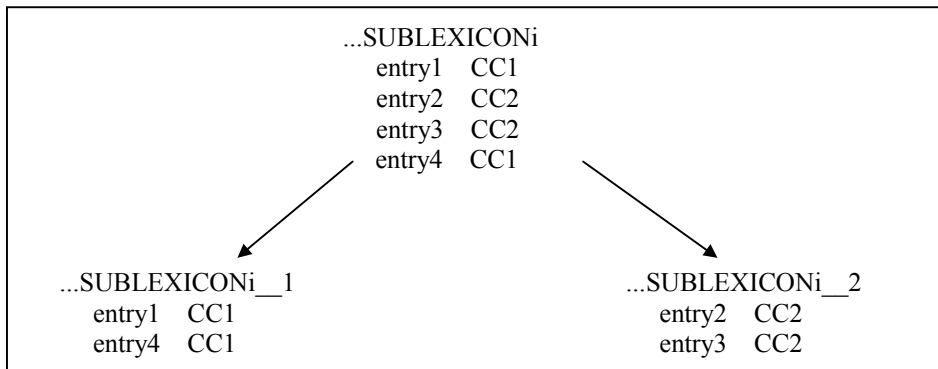 ...SUBLEXICONi
entry1 CC1
entry2 CC2
entry3 CC2
entry4 CC1
...SUBLEXICONi__1
entry1 CC1
entry4 CC1
...SUBLEXICONi__2
entry2 CC2
entry3 CC2